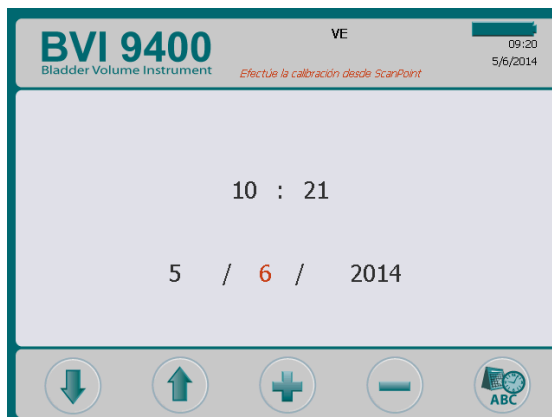 BVI 9400
Bladder Volume Instrument
VE
Efectúe la calibración desde ScanPoint
09:20
5/6/2014
10 : 21
5 / 6 / 2014
ABC